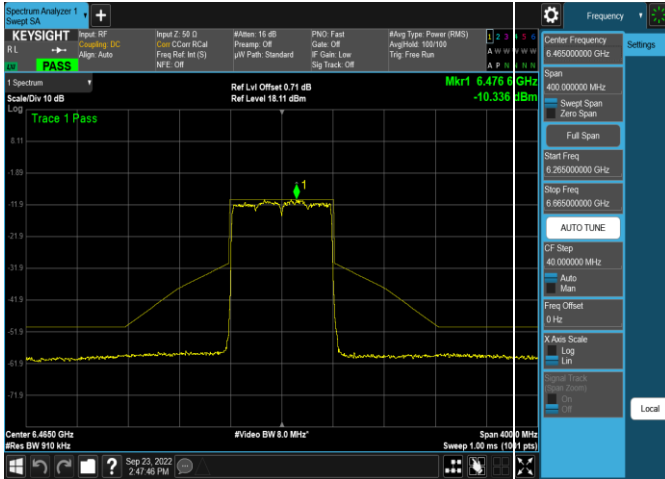 Spectrum Analyzer 1
Swept SA
+
Frequency
KEYSIGHT
RL
LV
PASS
Input: RF
Coupling: DC
Align: Auto
Input Z: 50 Ω
Corr CCorr RCal
Freq Ref: Int (S)
NFE: Off
#Atten: 16 dB
Preamp: Off
µW Path: Standard
PNO: Fast
Gate: Off
IF Gain: Low
Sig Track: Off
#Avg Type: Power (RMS)
Avg|Hold: 100/100
Trig: Free Run
1 2 3 4 5 6
A W W W W W
A P N N N N
1 Spectrum
Scale/Div 10 dB
Log
Ref Lvl Offset 0.71 dB
Ref Level 18.11 dBm
Mkr1 6.476 6 GHz
-10.336 dBm
Trace 1 Pass
1
8.11
-1.89
-11.9
-21.9
-31.9
-41.9
-51.9
-61.9
-71.9
Center 6.4650 GHz
#Res BW 910 kHz
#Video BW 8.0 MHz*
Span 400.0 MHz
Sweep 1.00 ms (1001 pts)
Sep 23, 2022
2:47:46 PM
Center Frequency
6.465000000 GHz
Span
400.000000 MHz
Swept Span
Zero Span
Full Span
Start Freq
6.265000000 GHz
Stop Freq
6.665000000 GHz
AUTO TUNE
CF Step
40.000000 MHz
Auto
Man
Freq Offset
0 Hz
X Axis Scale
Log
Lin
Signal Track
(Span Zoom)
On
Off
Settings
Local